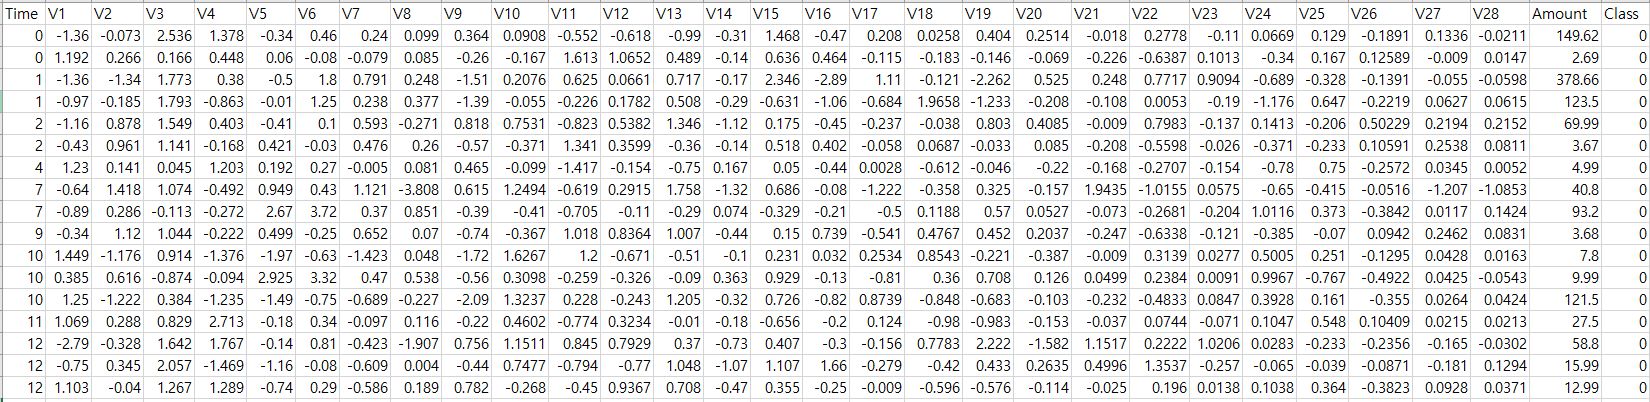 Time V1 V2 V3 V4 V5 V6 V7 V8 V9 V10 V11 V12 V13 V14 V15 V16 V17 V18 V19 V20 V21 V22 V23 V24 V25 V26 V27 V28 Amount Class
0 -1.36 -0.073 2.536 1.378 -0.34 0.46 0.24 0.099 0.364 0.0908 -0.552 -0.618 -0.99 -0.31 1.468 -0.47 0.208 0.0258 0.404 0.2514 -0.018 0.2778 -0.11 0.0669 0.129 -0.1891 0.1336 -0.0211 149.62 0
0 1.192 0.266 0.166 0.448 0.06 -0.08 -0.079 0.085 -0.26 -0.167 1.613 1.0652 0.489 -0.14 0.636 0.464 -0.115 -0.183 -0.146 -0.069 -0.226 -0.6387 0.1013 -0.34 0.167 0.12589 -0.009 0.0147 2.69 0
1 -1.36 -1.34 1.773 0.38 -0.5 1.8 0.791 0.248 -1.51 0.2076 0.625 0.0661 0.717 -0.17 2.346 -2.89 1.11 -0.121 -2.262 0.525 0.248 0.7717 0.9094 -0.689 -0.328 -0.1391 -0.055 -0.0598 378.66 0
1 -0.97 -0.185 1.793 -0.863 -0.01 1.25 0.238 0.377 -1.39 -0.055 -0.226 0.1782 0.508 -0.29 -0.631 -1.06 -0.684 1.9658 -1.233 -0.208 -0.108 0.0053 -0.19 -1.176 0.647 -0.2219 0.0627 0.0615 123.5 0
2 -1.16 0.878 1.549 0.403 -0.41 0.1 0.593 -0.271 0.818 0.7531 -0.823 0.5382 1.346 -1.12 0.175 -0.45 -0.237 -0.038 0.803 0.4085 -0.009 0.7983 -0.137 0.1413 -0.206 0.50229 0.2194 0.2152 69.99 0
2 -0.43 0.961 1.141 -0.168 0.421 -0.03 0.476 0.26 -0.57 -0.371 1.341 0.3599 -0.36 -0.14 0.518 0.402 -0.058 0.0687 -0.033 0.085 -0.208 -0.5598 -0.026 -0.371 -0.233 0.10591 0.2538 0.0811 3.67 0
4 1.23 0.141 0.045 1.203 0.192 0.27 -0.005 0.081 0.465 -0.099 -1.417 -0.154 -0.75 0.167 0.05 -0.44 0.0028 -0.612 -0.046 -0.22 -0.168 -0.2707 -0.154 -0.78 0.75 -0.2572 0.0345 0.0052 4.99 0
7 -0.64 1.418 1.074 -0.492 0.949 0.43 1.121 -3.808 0.615 1.2494 -0.619 0.2915 1.758 -1.32 0.686 -0.08 -1.222 -0.358 0.325 -0.157 1.9435 -1.0155 0.0575 -0.65 -0.415 -0.0516 -1.207 -1.0853 40.8 0
7 -0.89 0.286 -0.113 -0.272 2.67 3.72 0.37 0.851 -0.39 -0.41 -0.705 -0.11 -0.29 0.074 -0.329 -0.21 -0.5 0.1188 0.57 0.0527 -0.073 -0.2681 -0.204 1.0116 0.373 -0.3842 0.0117 0.1424 93.2 0
9 -0.34 1.12 1.044 -0.222 0.499 -0.25 0.652 0.07 -0.74 -0.367 1.018 0.8364 1.007 -0.44 0.15 0.739 -0.541 0.4767 0.452 0.2037 -0.247 -0.6338 -0.121 -0.385 -0.07 0.0942 0.2462 0.0831 3.68 0
10 1.449 -1.176 0.914 -1.376 -1.97 -0.63 -1.423 0.048 -1.72 1.6267 1.2 -0.671 -0.51 -0.1 0.231 0.032 0.2534 0.8543 -0.221 -0.387 -0.009 0.3139 0.0277 0.5005 0.251 -0.1295 0.0428 0.0163 7.8 0
10 0.385 0.616 -0.874 -0.094 2.925 3.32 0.47 0.538 -0.56 0.3098 -0.259 -0.326 -0.09 0.363 0.929 -0.13 -0.81 0.36 0.708 0.126 0.0499 0.2384 0.0091 0.9967 -0.767 -0.4922 0.0425 -0.0543 9.99 0
10 1.25 -1.222 0.384 -1.235 -1.49 -0.75 -0.689 -0.227 -2.09 1.3237 0.228 -0.243 1.205 -0.32 0.726 -0.82 0.8739 -0.848 -0.683 -0.103 -0.232 -0.4833 0.0847 0.3928 0.161 -0.355 0.0264 0.0424 121.5 0
11 1.069 0.288 0.829 2.713 -0.18 0.34 -0.097 0.116 -0.22 0.4602 -0.774 0.3234 -0.01 -0.18 -0.656 -0.2 0.124 -0.98 -0.983 -0.153 -0.037 0.0744 -0.071 0.1047 0.548 0.10409 0.0215 0.0213 27.5 0
12 -2.79 -0.328 1.642 1.767 -0.14 0.81 -0.423 -1.907 0.756 1.1511 0.845 0.7929 0.37 -0.73 0.407 -0.3 -0.156 0.7783 2.222 -1.582 1.1517 0.2222 1.0206 0.0283 -0.233 -0.2356 -0.165 -0.0302 58.8 0
12 -0.75 0.345 2.057 -1.469 -1.16 -0.08 -0.609 0.004 -0.44 0.7477 -0.794 -0.77 1.048 -1.07 1.107 1.66 -0.279 -0.42 0.433 0.2635 0.4996 1.3537 -0.257 -0.065 -0.039 -0.0871 -0.181 0.1294 15.99 0
12 1.103 -0.04 1.267 1.289 -0.74 0.29 -0.586 0.189 0.782 -0.268 -0.45 0.9367 0.708 -0.47 0.355 -0.25 -0.009 -0.596 -0.576 -0.114 -0.025 0.196 0.0138 0.1038 0.364 -0.3823 0.0928 0.0371 12.99 0